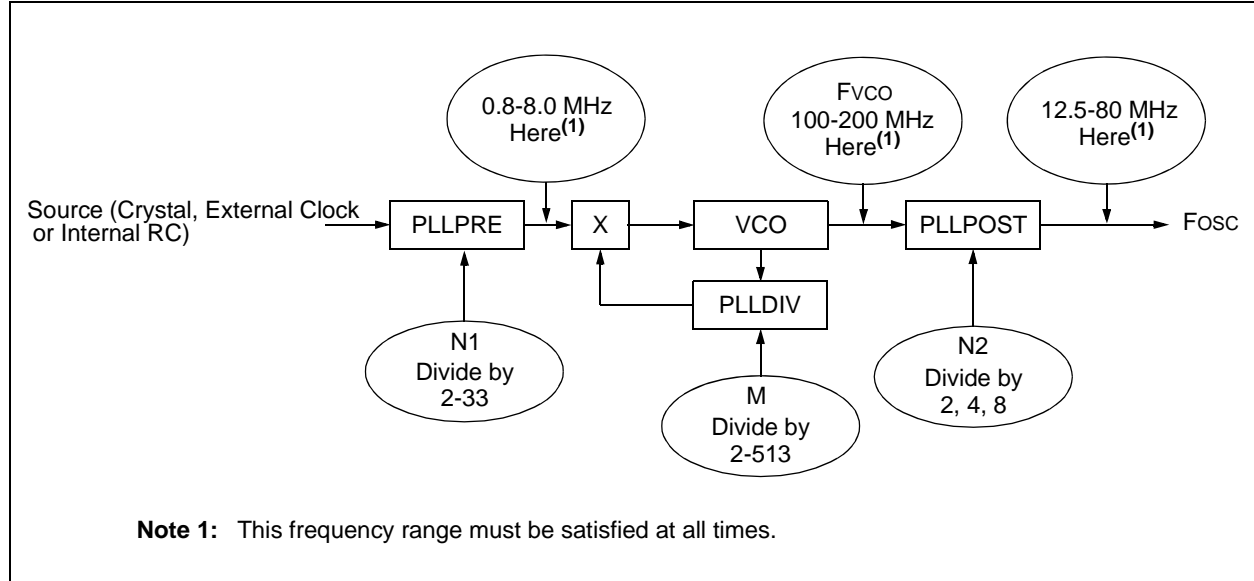 0.8-8.0 MHz
Here(1)
FVCO
100-200 MHz
Here(1)
12.5-80 MHz
Here(1)
Source (Crystal, External Clock
or Internal RC)
PLLPRE
X
VCO
PLLPOST
FOSC
PLLDIV
N1
Divide by
2-33
M
Divide by
2-513
N2
Divide by
2, 4, 8
Note 1: This frequency range must be satisfied at all times.